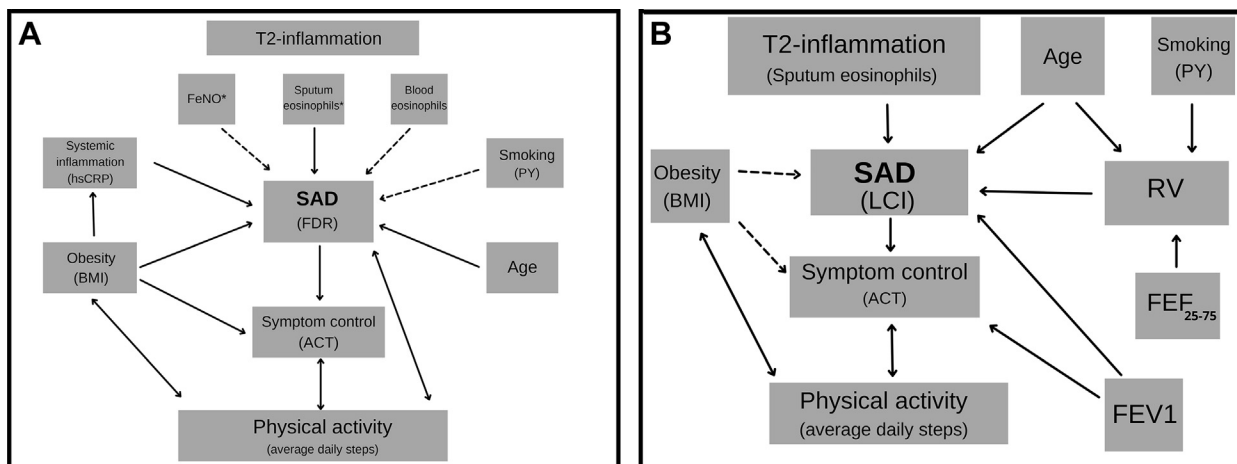 A
T2-inflammation
FeNO*
Sputum
eosinophils*
Blood
eosinophils
Systemic
inflammation
(hsCRP)
Smoking
(PY)
SAD
(FDR)
Obesity
(BMI)
Age
Symptom control
(ACT)
Physical activity
(average daily steps)
B
T2-inflammation
(Sputum eosinophils)
Age
Smoking
(PY)
Obesity
(BMI)
SAD
(LCI)
RV
Symptom control
(ACT)
FEF25-75
Physical activity
(average daily steps)
FEV1